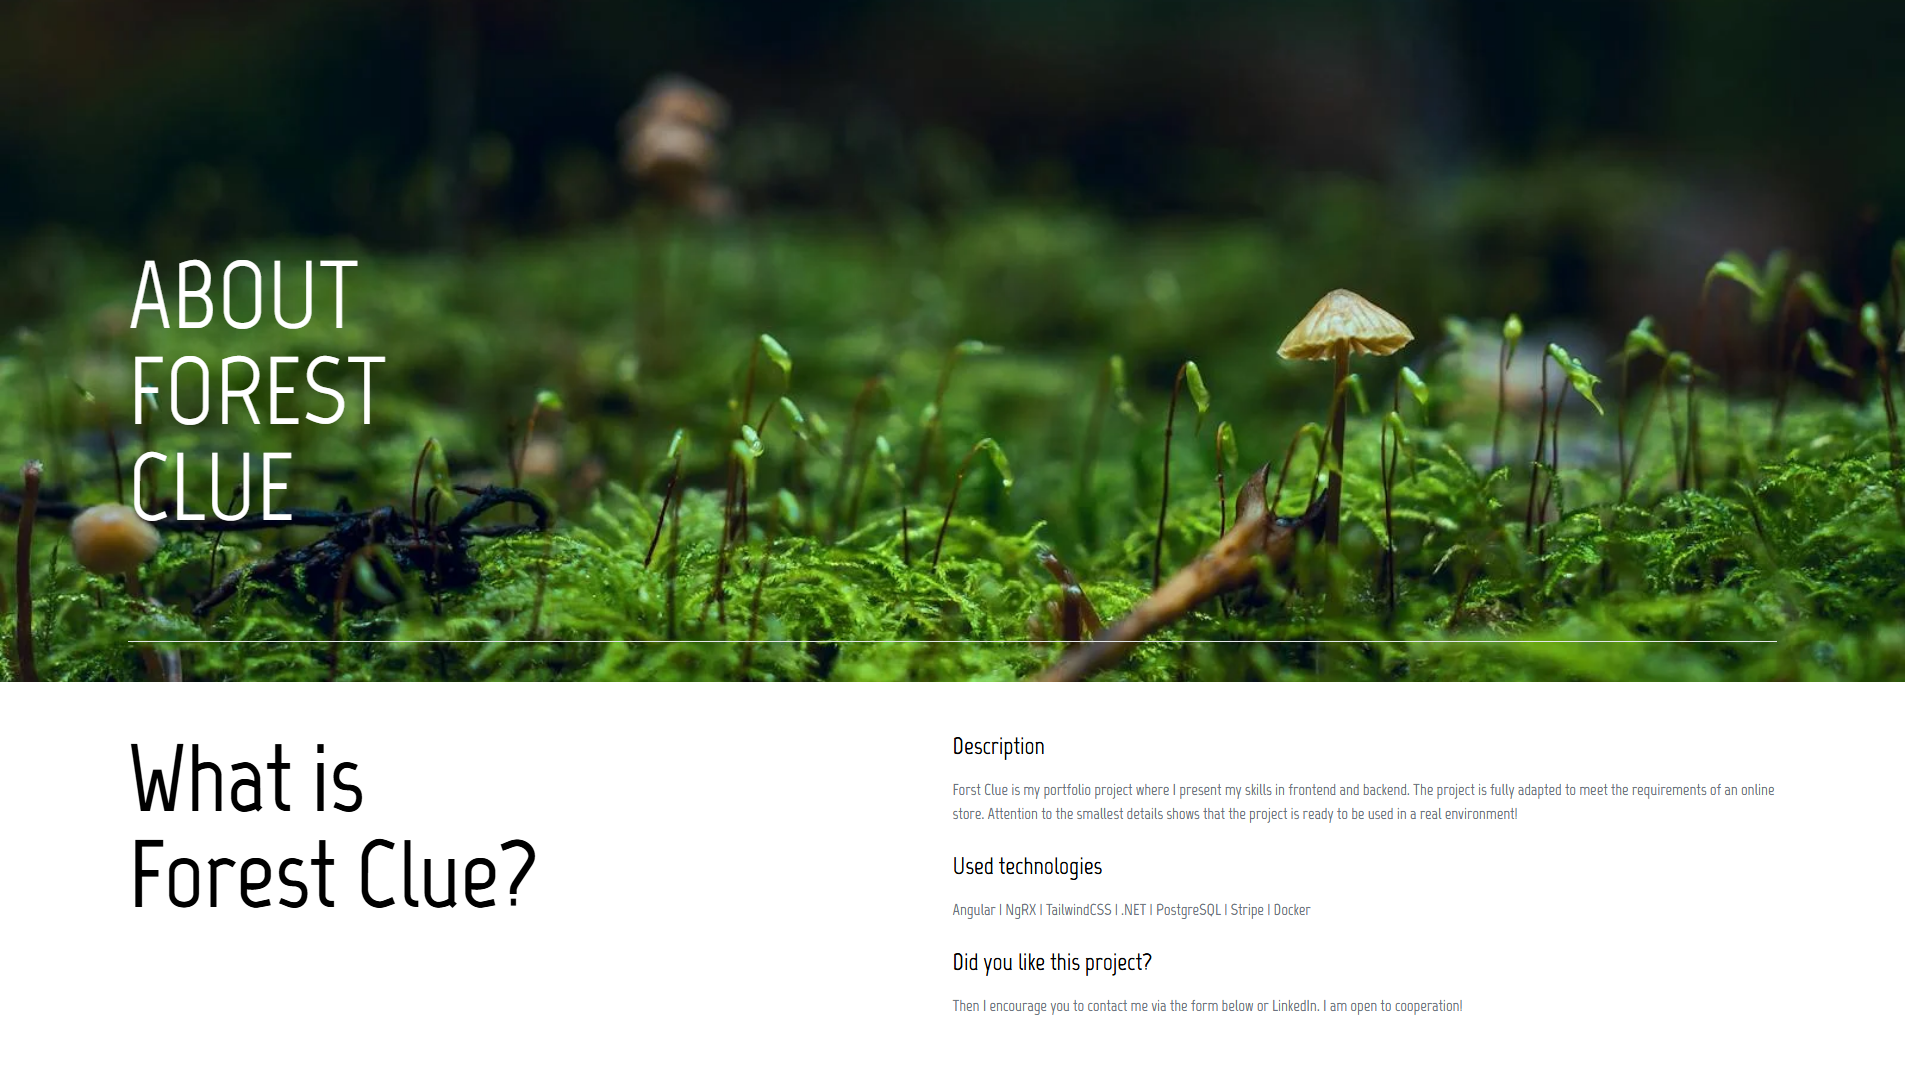 ABOUT
FOREST
CLUE
What is
Forest Clue?
Description
Forst Clue is my portfolio project where I present my skills in frontend and backend. The project is fully adapted to meet the requirements of an online
store. Attention to the smallest details shows that the project is ready to be used in a real environment!
Used technologies
Angular | NgRX | TailwindCSS | .NET | PostgreSQL | Stripe | Docker
Did you like this project?
Then I encourage you to contact me via the form below or LinkedIn. I am open to cooperation!